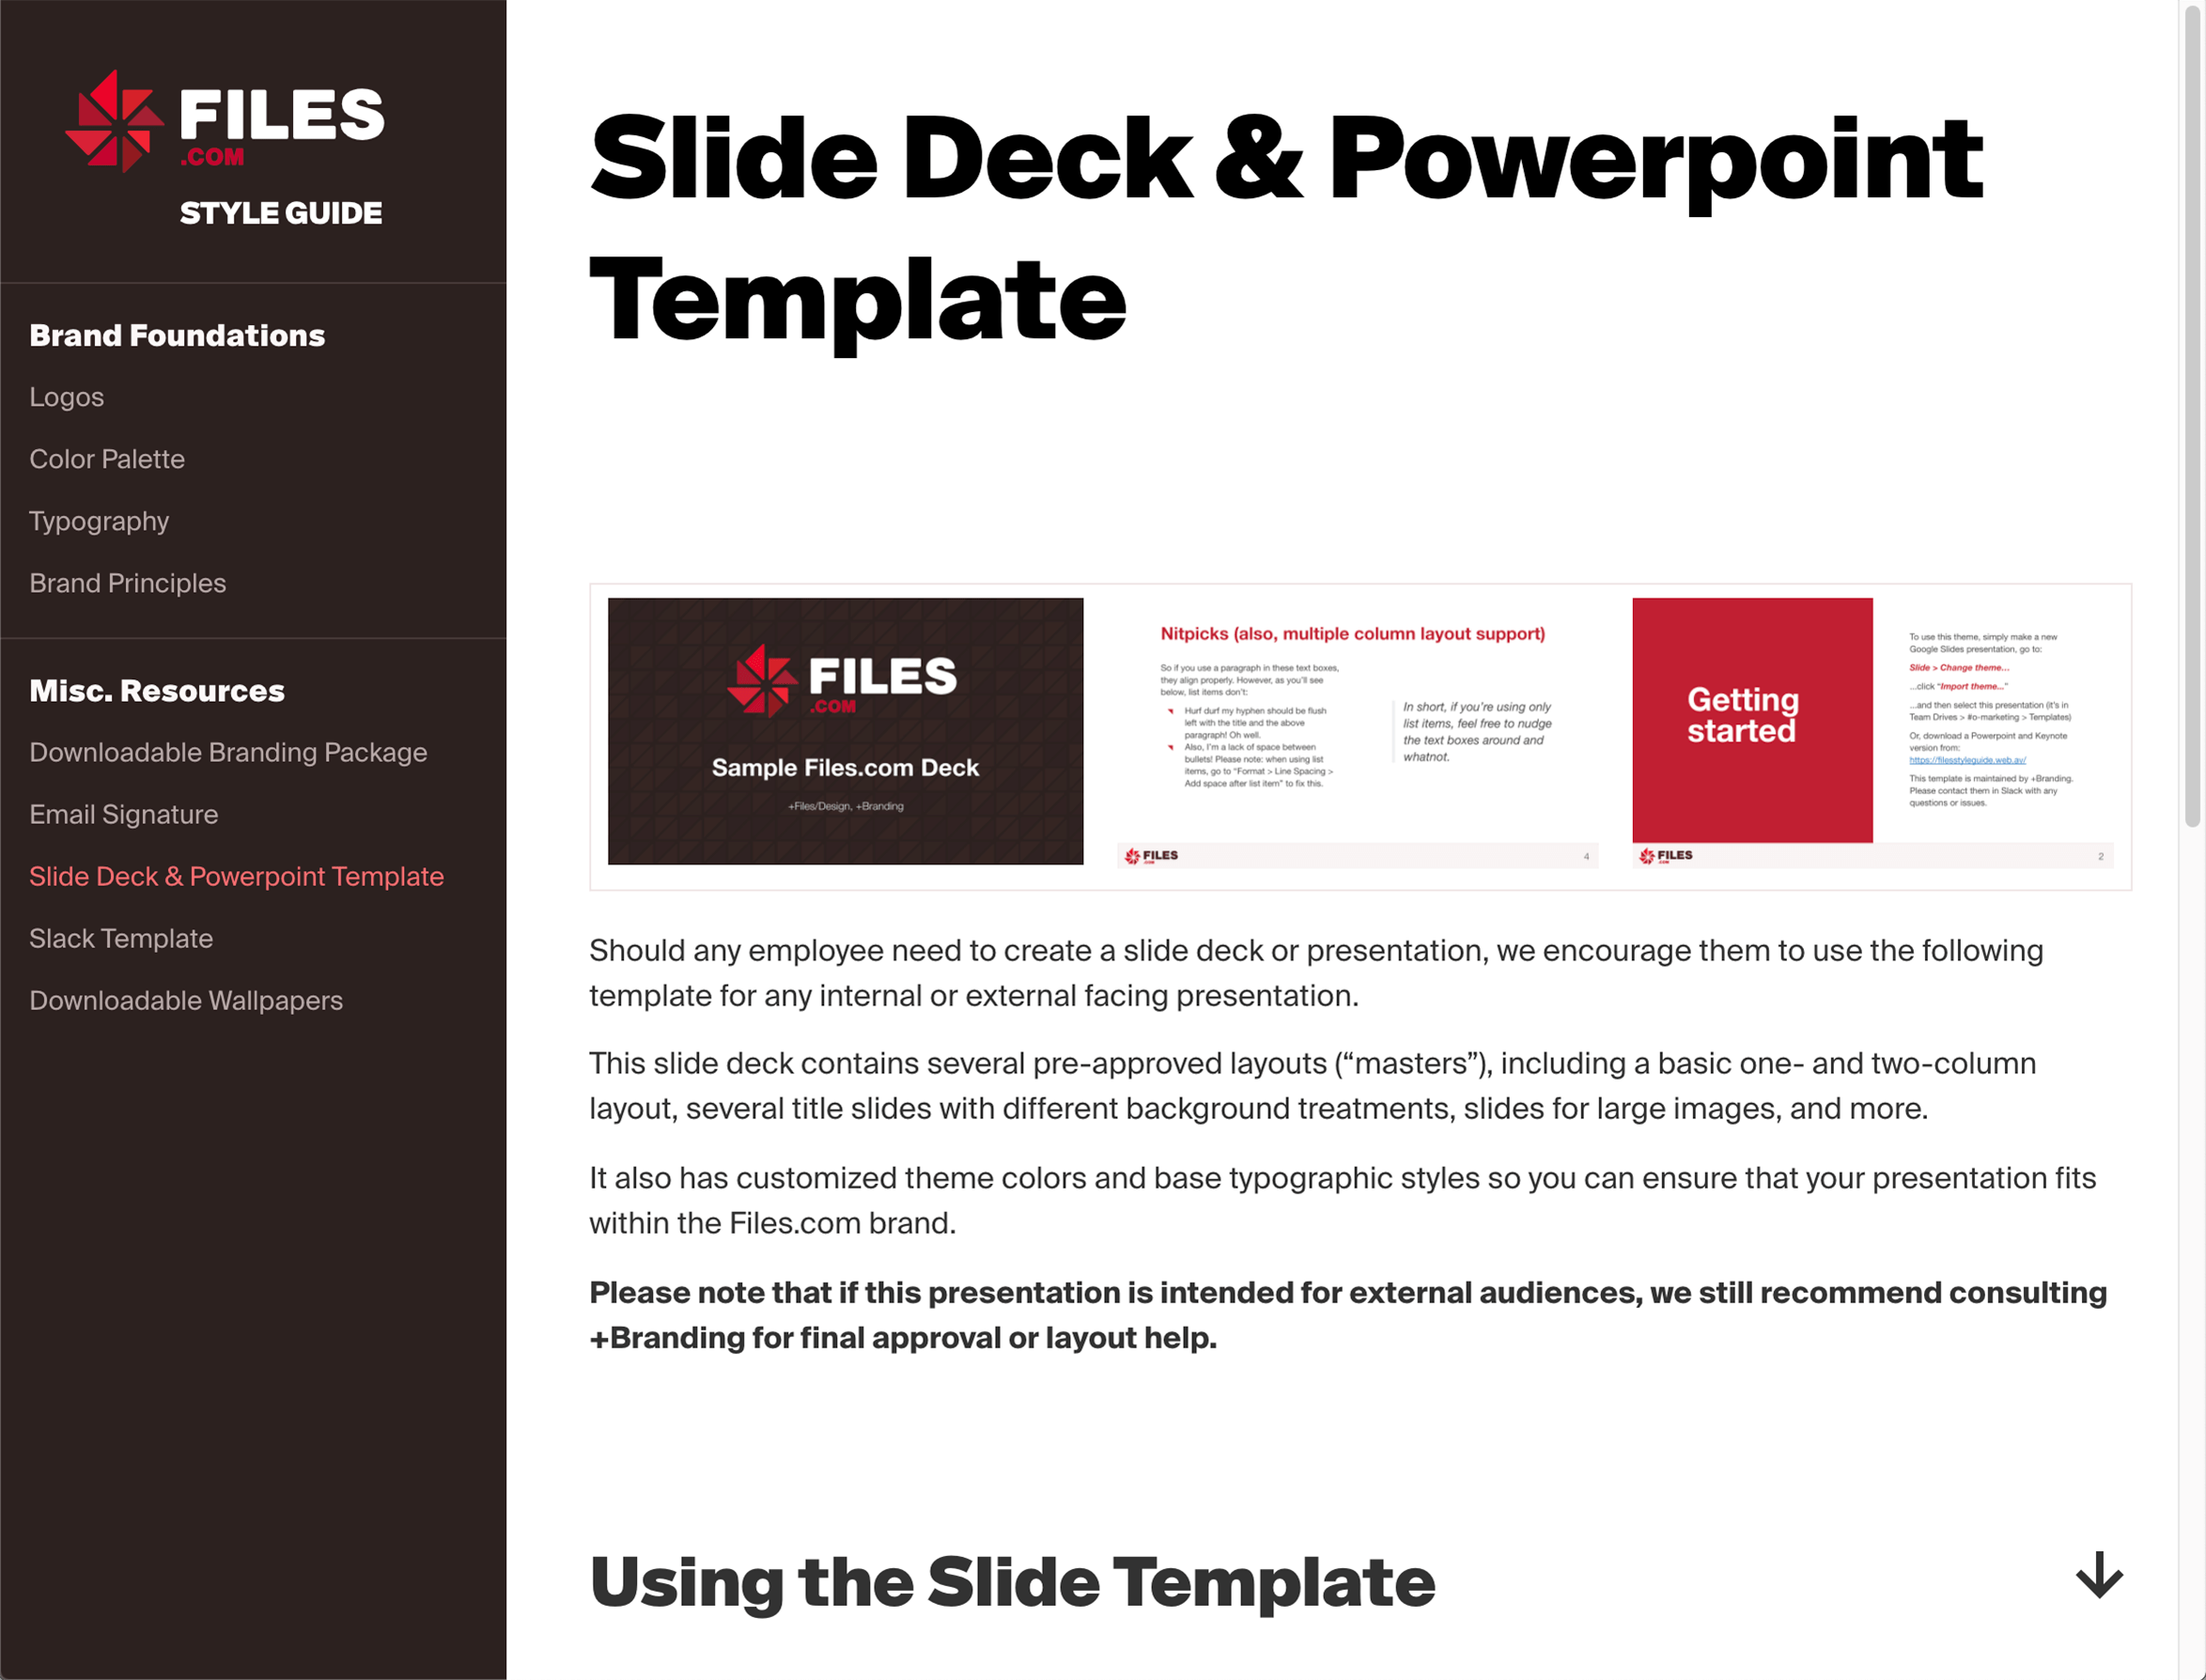 FILES
.COM
STYLE GUIDE
Brand Foundations
Logos
Color Palette
Typography
Brand Principles
Misc. Resources
Downloadable Branding Package
Email Signature
Slide Deck & Powerpoint Template
Slack Template
Downloadable Wallpapers
Slide Deck & Powerpoint
Template
FILES
.COM
Sample Files.com Deck
+Files/Design, +Branding
Nitpicks (also, multiple column layout support)
So if you use a paragraph in these text boxes,
they align properly. However, as you'll see
below, list items don't:
Hurf durf my hyphen should be flush
left with the title and the above
paragraph! Oh well.
Also, I'm a lack of space between
bullets! Please note: when using list
items, go to "Format > Line Spacing >
Add space after list item" to fix this.
In short, if you're using only
list items, feel free to nudge
the text boxes around and
whatnot.
FILES
4
Getting
started
To use this theme, simply make a new
Google Slides presentation, go to:
Slide > Change theme...
...click "Import theme..."
...and then select this presentation (it's in
Team Drives > #o-marketing > Templates)
Or, download a Powerpoint and Keynote
version from:
https://filesstyleguide.web.av/
This template is maintained by +Branding.
Please contact them in Slack with any
questions or issues.
FILES
2
Should any employee need to create a slide deck or presentation, we encourage them to use the following
template for any internal or external facing presentation.
This slide deck contains several pre-approved layouts (“masters”), including a basic one- and two-column
layout, several title slides with different background treatments, slides for large images, and more.
It also has customized theme colors and base typographic styles so you can ensure that your presentation fits
within the Files.com brand.
Please note that if this presentation is intended for external audiences, we still recommend consulting
+Branding for final approval or layout help.
Using the Slide Template